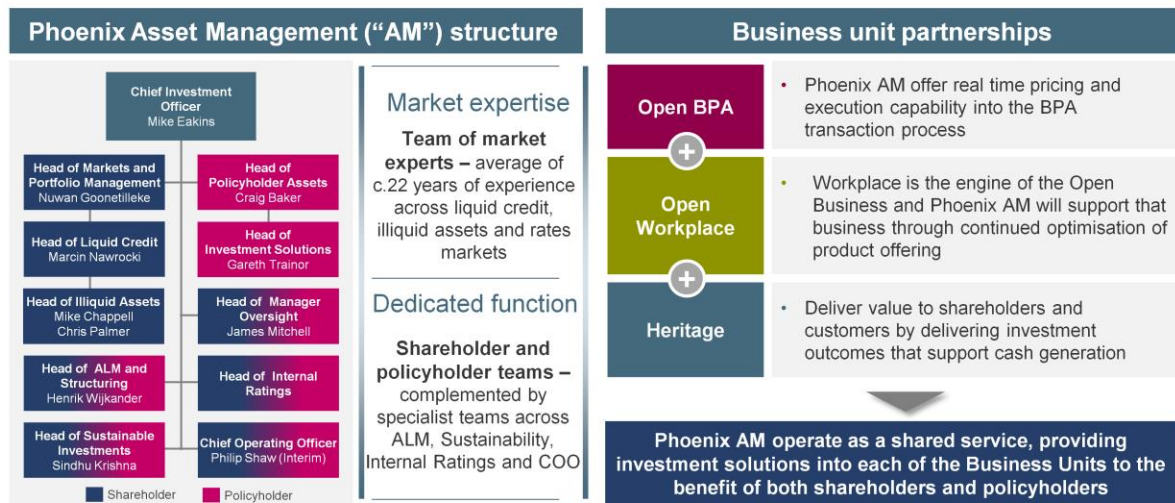 Phoenix Asset Management (“AM”) structure
Chief Investment
Officer
Mike Eakins
Head of Markets and
Portfolio Management
Nuwan Goonetilleke
Head of
Policyholder Assets
Craig Baker
Head of Liquid Credit
Marcin Nawrocki
Head of
Investment Solutions
Gareth Trainor
Head of Illiquid Assets
Mike Chappell
Chris Palmer
Head of Manager
Oversight
James Mitchell
Head of ALM and
Structuring
Henrik Wijkander
Head of Internal
Ratings
Head of Sustainable
Investments
Sindhu Krishna
Chief Operating Officer
Philip Shaw (Interim)
Shareholder
Policyholder
Market expertise
Team of market
experts – average of
c.22 years of experience
across liquid credit,
illiquid assets and rates
markets
Dedicated function
Shareholder and
policyholder teams –
complemented by
specialist teams across
ALM, Sustainability,
Internal Ratings and COO
Business unit partnerships
Open BPA
• Phoenix AM offer real time pricing and
execution capability into the BPA
transaction process
+
Open
Workplace
• Workplace is the engine of the Open
Business and Phoenix AM will support that
business through continued optimisation of
product offering
+
Heritage
• Deliver value to shareholders and
customers by delivering investment
outcomes that support cash generation
Phoenix AM operate as a shared service, providing
investment solutions into each of the Business Units to the
benefit of both shareholders and policyholders